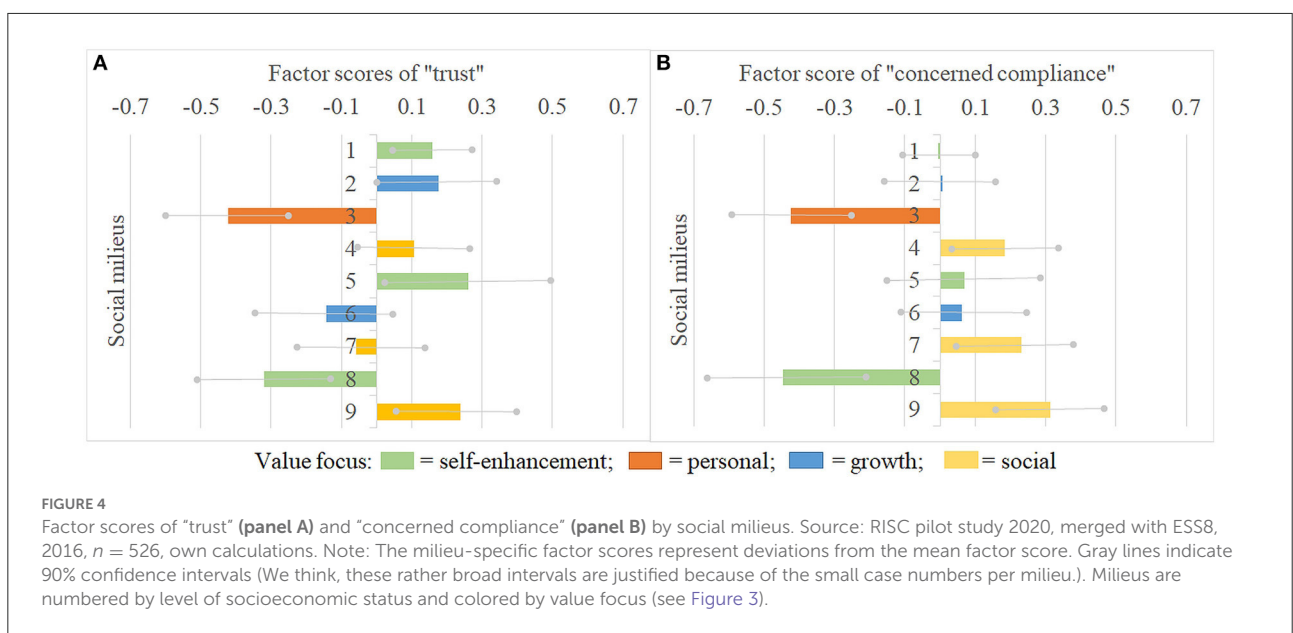 A
Factor scores of "trust"
-0.7 -0.5 -0.3 -0.1 0.1 0.3 0.5 0.7
Social milieus
1
2
3
4
5
6
7
8
9
B
Factor score of "concerned compliance"
-0.7 -0.5 -0.3 -0.1 0.1 0.3 0.5 0.7
Social milieus
1
2
3
4
5
6
7
8
9
Value focus: = self-enhancement; = personal; = growth; = social
FIGURE 4
Factor scores of “trust” (panel A) and “concerned compliance” (panel B) by social milieus. Source: RISC pilot study 2020, merged with ESS8,
2016, n = 526, own calculations. Note: The milieu-specific factor scores represent deviations from the mean factor score. Gray lines indicate
90% confidence intervals (We think, these rather broad intervals are justified because of the small case numbers per milieu.). Milieus are
numbered by level of socioeconomic status and colored by value focus (see Figure 3).